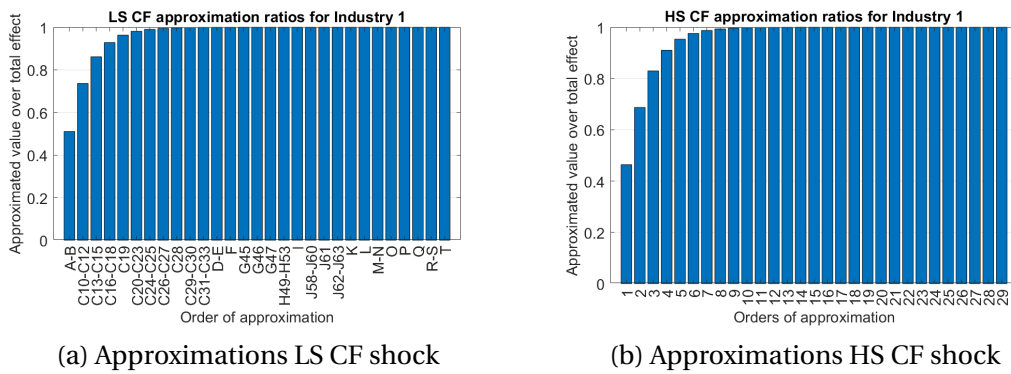 LS CF approximation ratios for Industry 1
Approximated value over total effect
1
0.8
0.6
0.4
0.2
0
A-B
C10-C12
C13-C15
C16-C18
C19
C20-C23
C24-C25
C26-C27
C28
C29-C30
C31-C33
D-E
F
G45
G46
G47
H49-H53
I
J58-J60
J61
J62-J63
K
L
M-N
O
P
Q
R-S
T
Order of approximation
(a) Approximations LS CF shock
HS CF approximation ratios for Industry 1
Approximated value over total effect
1
0.8
0.6
0.4
0.2
0
1
2
3
4
5
6
7
8
9
10
11
12
13
14
15
16
17
18
19
20
21
22
23
24
25
26
27
28
29
Orders of approximation
(b) Approximations HS CF shock